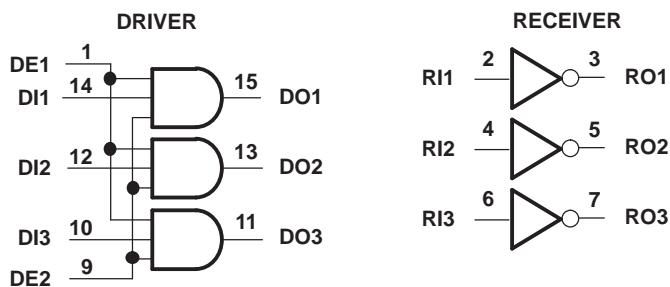 DRIVER
DE1 1
DI1 14 15 DO1
DI2 12 13 DO2
DI3 10 11 DO3
DE2 9
RECEIVER
RI1 2 3 RO1
RI2 4 5 RO2
RI3 6 7 RO3